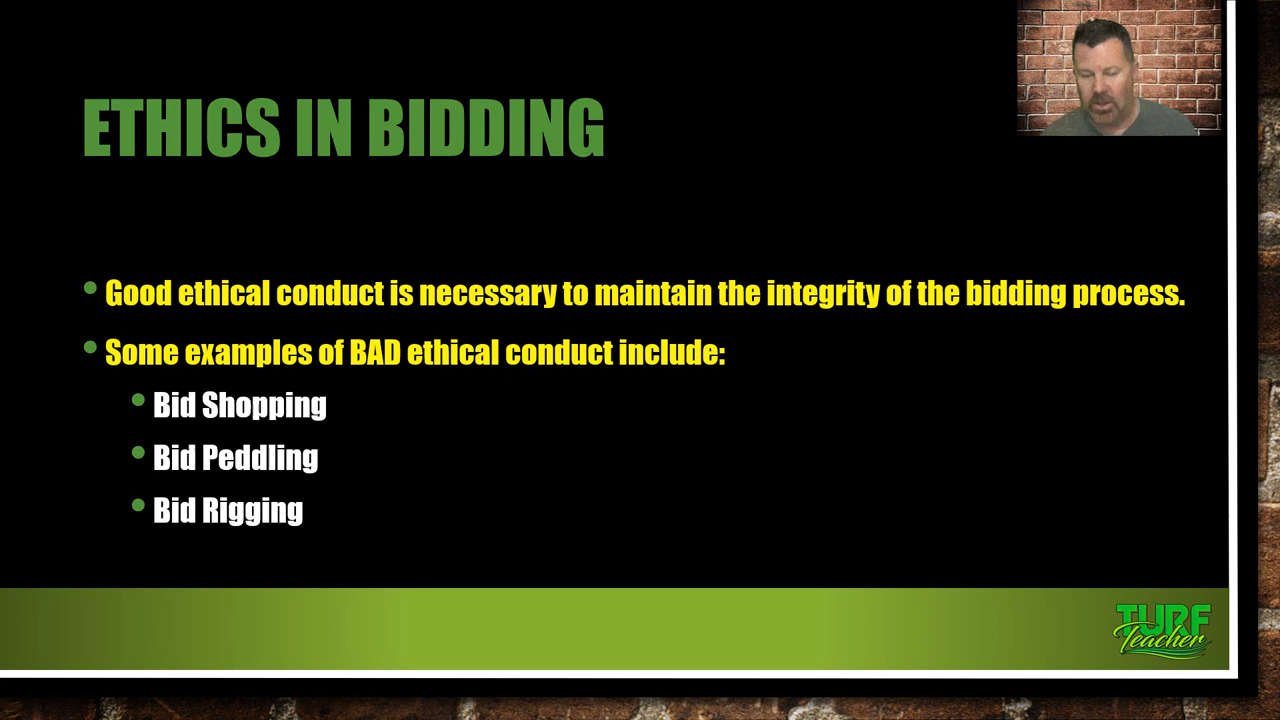 ETHICS IN BIDDING
Good ethical conduct is necessary to maintain the integrity of the bidding process.
Some examples of BAD ethical conduct include:
Bid Shopping
Bid Peddling
Bid Rigging
TURF
Teacher